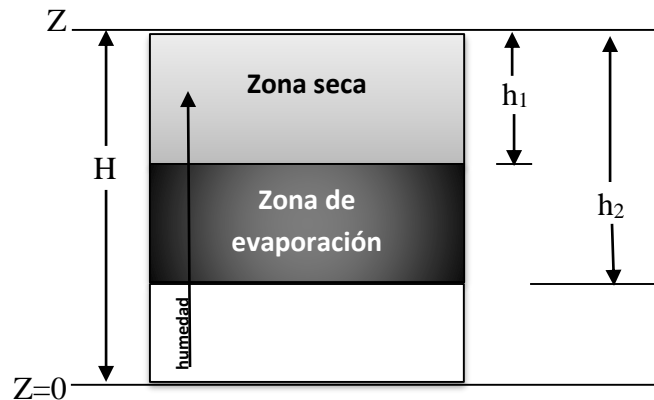 Z
Zona seca
h1
H
Zona de
evaporación
h2
humedad
Z=0